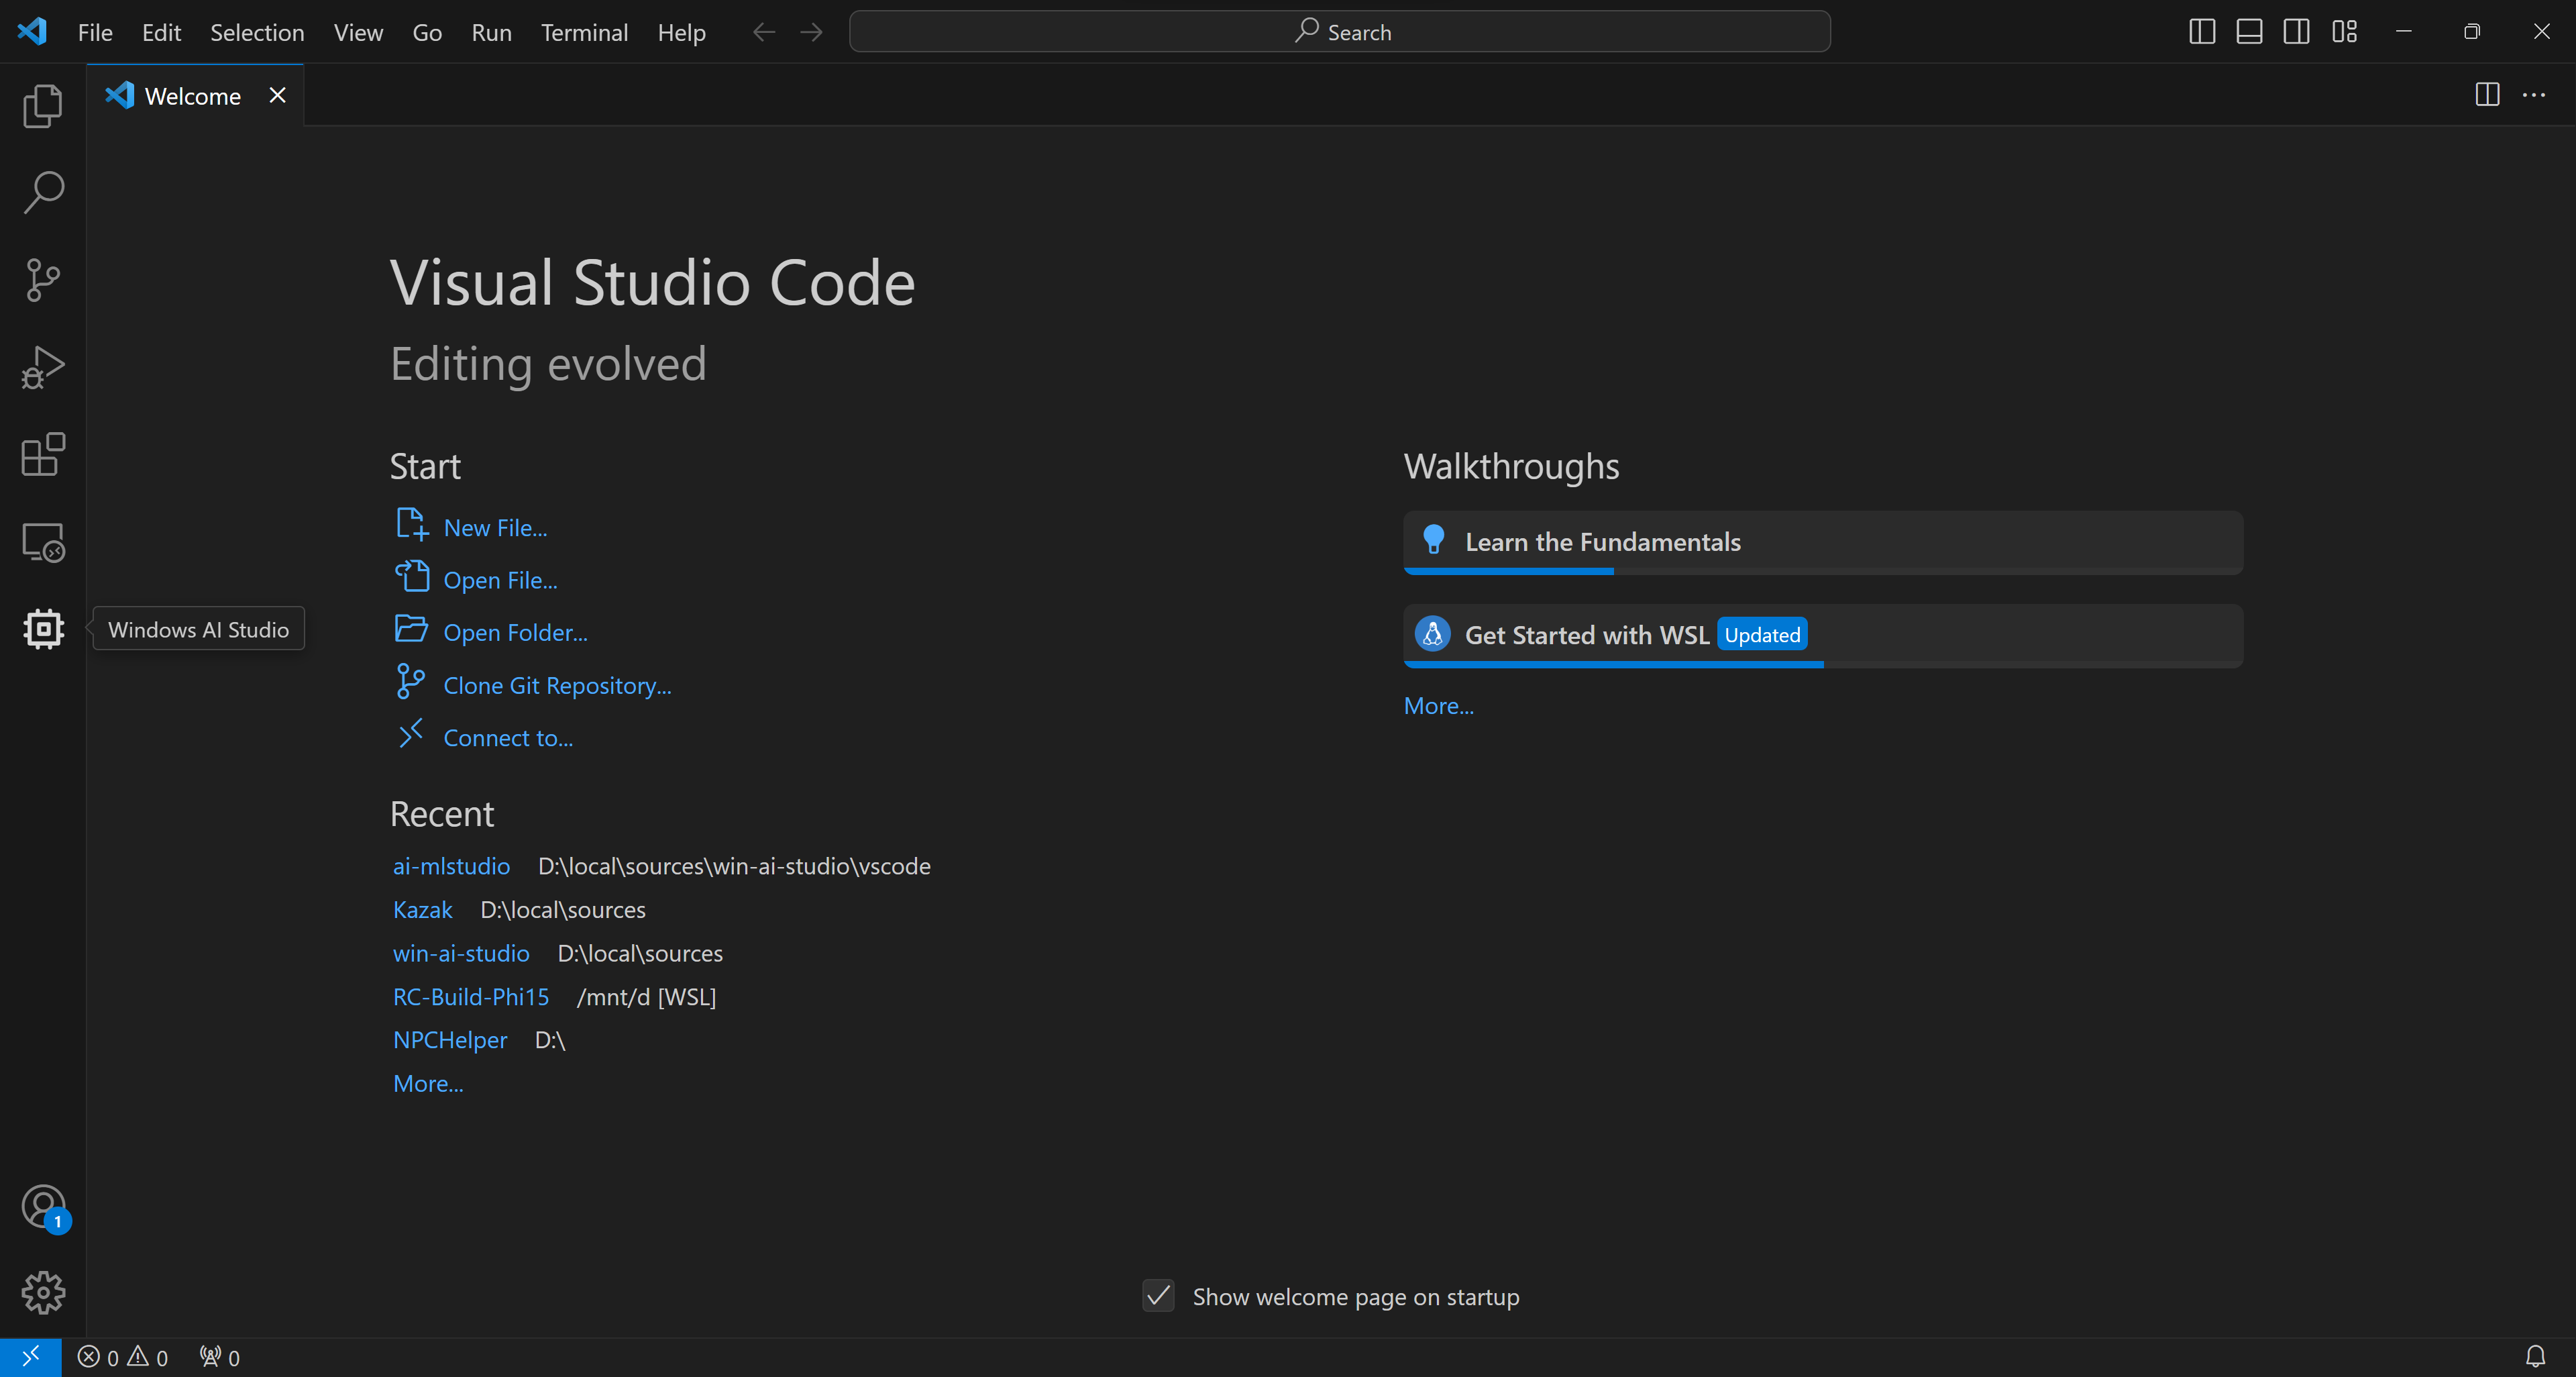 File Edit Selection View Go Run Terminal Help Search
Welcome
Visual Studio Code
Editing evolved
Start
New File...
Open File...
Open Folder...
Clone Git Repository...
Connect to...
Walkthroughs
Learn the Fundamentals
Get Started with WSL Updated
More...
Windows AI Studio
Recent
ai-mlstudio D:\local\sources\win-ai-studio\vscode
Kazak D:\local\sources
win-ai-studio D:\local\sources
RC-Build-Phi15 /mnt/d [WSL]
NPCHelper D:\
More...
1
Show welcome page on startup
0 0 0